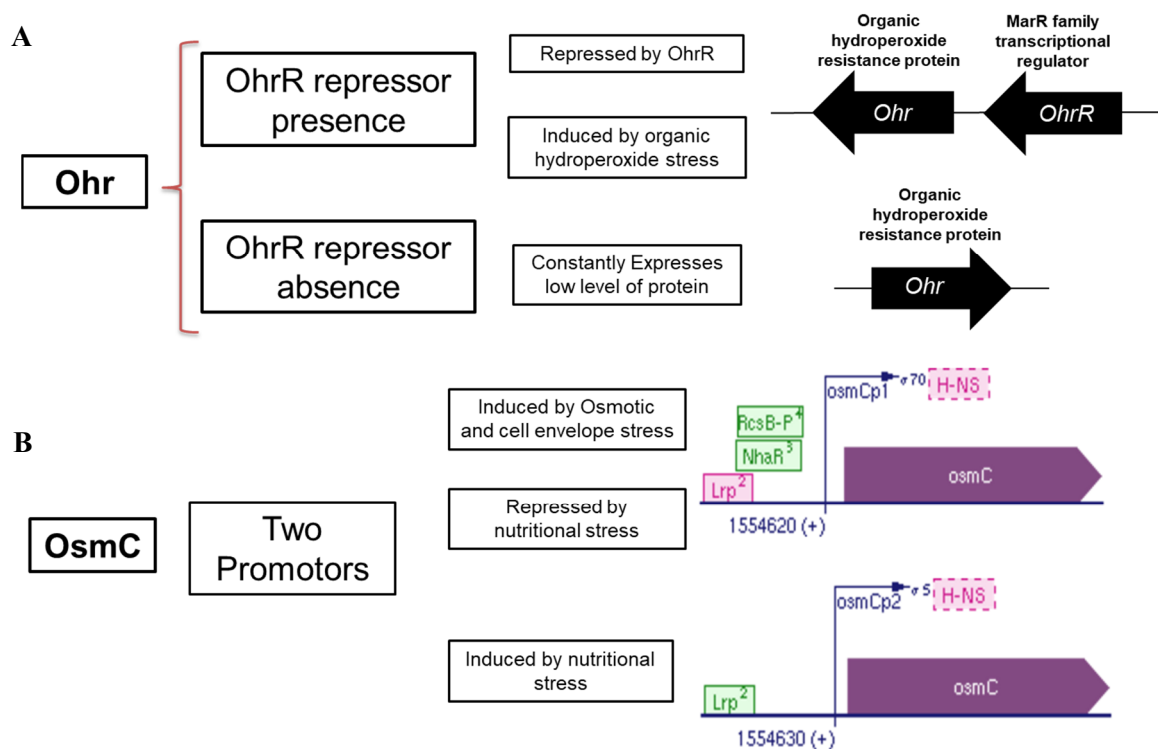 A
Ohr
OhrR repressor
presence
Repressed by OhrR
Induced by organic
hydroperoxide stress
Organic
hydroperoxide
resistance protein
MarR family
transcriptional
regulator
Ohr
OhrR
OhrR repressor
absence
Constantly Expresses
low level of protein
Organic
hydroperoxide
resistance protein
Ohr
B
OsmC
Two
Promotors
Induced by Osmotic
and cell envelope stress
Repressed by
nutritional stress
osmCp1
σ 70
H-NS
RcsB-P4
NhaR3
Lrp2
osmC
1554620 (+)
Induced by nutritional
stress
osmCp2
σ 5
H-NS
Lrp2
osmC
1554630 (+)